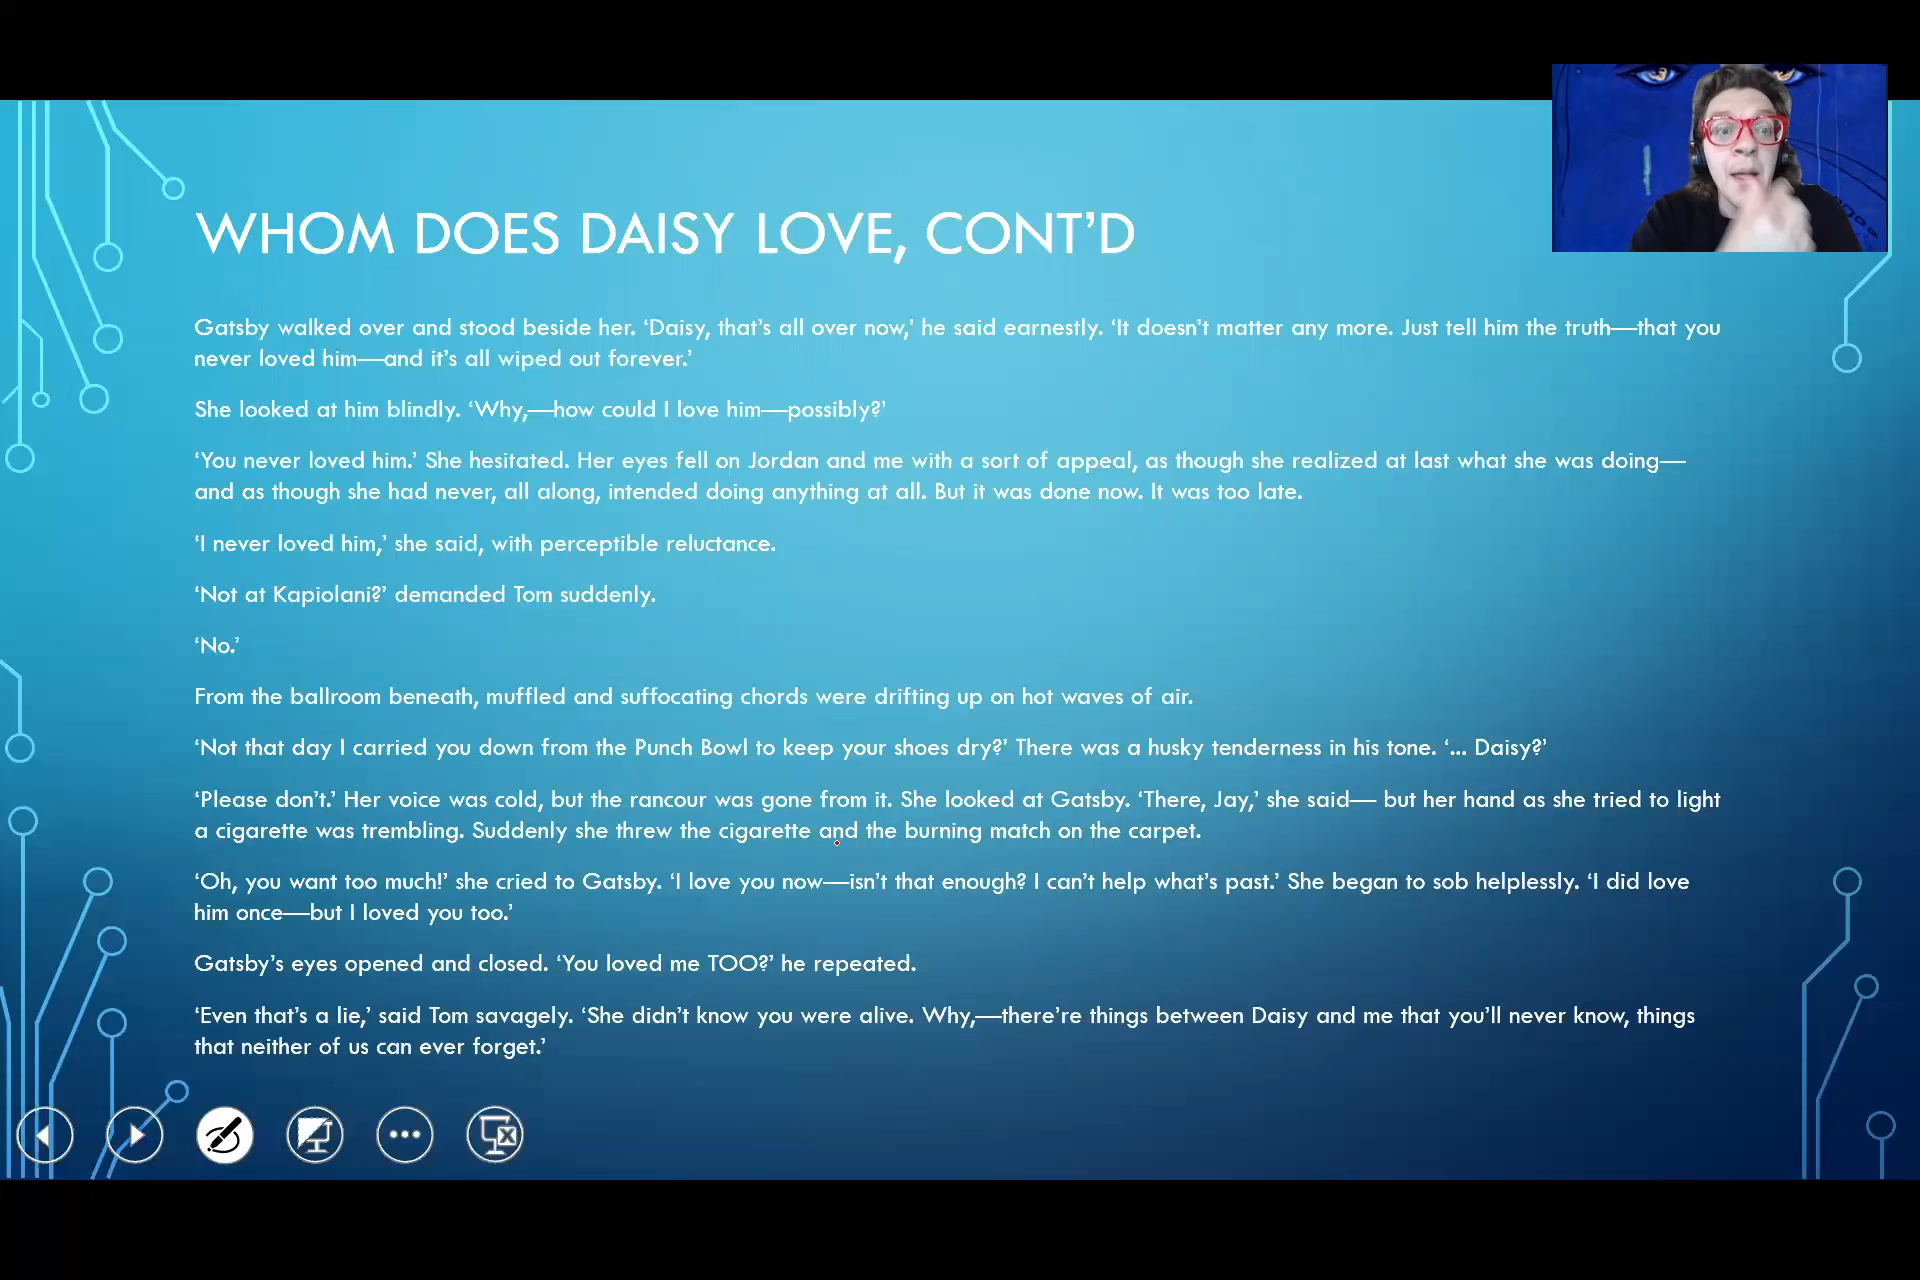 WHOM DOES DAISY LOVE, CONT’D
Gatsby walked over and stood beside her. ‘Daisy, that’s all over now,’ he said earnestly. ‘It doesn’t matter any more. Just tell him the truth—that you
never loved him—and it’s all wiped out forever.’
She looked at him blindly. ‘Why,—how could I love him—possibly?’
‘You never loved him.’ She hesitated. Her eyes fell on Jordan and me with a sort of appeal, as though she realized at last what she was doing—
and as though she had never, all along, intended doing anything at all. But it was done now. It was too late.
‘I never loved him,’ she said, with perceptible reluctance.
‘Not at Kapiolani?’ demanded Tom suddenly.
‘No.’
From the ballroom beneath, muffled and suffocating chords were drifting up on hot waves of air.
‘Not that day I carried you down from the Punch Bowl to keep your shoes dry?’ There was a husky tenderness in his tone. ‘... Daisy?’
‘Please don’t.’ Her voice was cold, but the rancour was gone from it. She looked at Gatsby. ‘There, Jay,’ she said— but her hand as she tried to light
a cigarette was trembling. Suddenly she threw the cigarette and the burning match on the carpet.
‘Oh, you want too much!’ she cried to Gatsby. ‘I love you now—isn’t that enough? I can’t help what’s past.’ She began to sob helplessly. ‘I did love
him once—but I loved you too.’
Gatsby’s eyes opened and closed. ‘You loved me TOO?’ he repeated.
‘Even that’s a lie,’ said Tom savagely. ‘She didn’t know you were alive. Why,—there’re things between Daisy and me that you’ll never know, things
that neither of us can ever forget.’